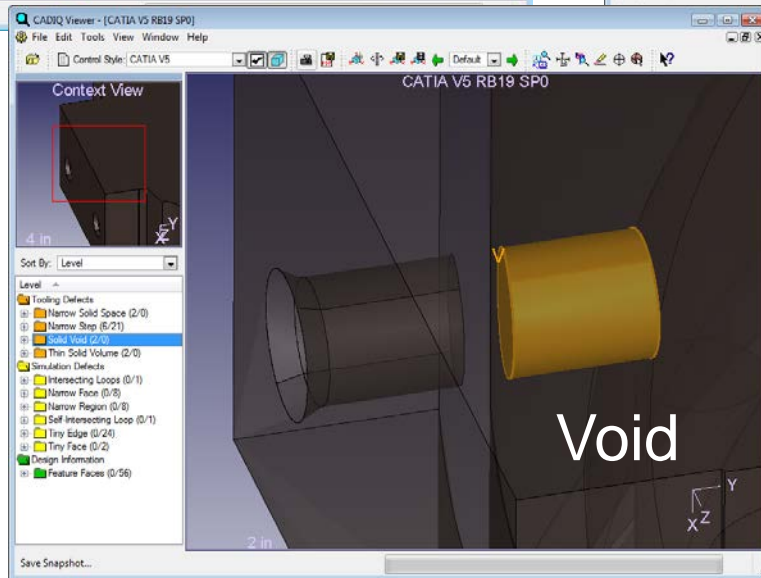 CADIQ Viewer - [CATIA V5 RB19 SP0]
File Edit Tools View Window Help
Control Style: CATIA V5
Default
Context View
4 in
X Z Y
CATIA V5 RB19 SP0
Sort By: Level
Level
Tooling Defects
Narrow Solid Space (2/0)
Narrow Step (6/21)
Solid Void (2/0)
Thin Solid Volume (2/0)
Simulation Defects
Intersecting Loops (0/1)
Narrow Face (0/8)
Narrow Region (0/8)
Self-Intersecting Loop (0/1)
Tiny Edge (0/24)
Tiny Face (0/2)
Design Information
Feature Faces (0/56)
V
Void
Y
X Z
2 in
Save Snapshot...